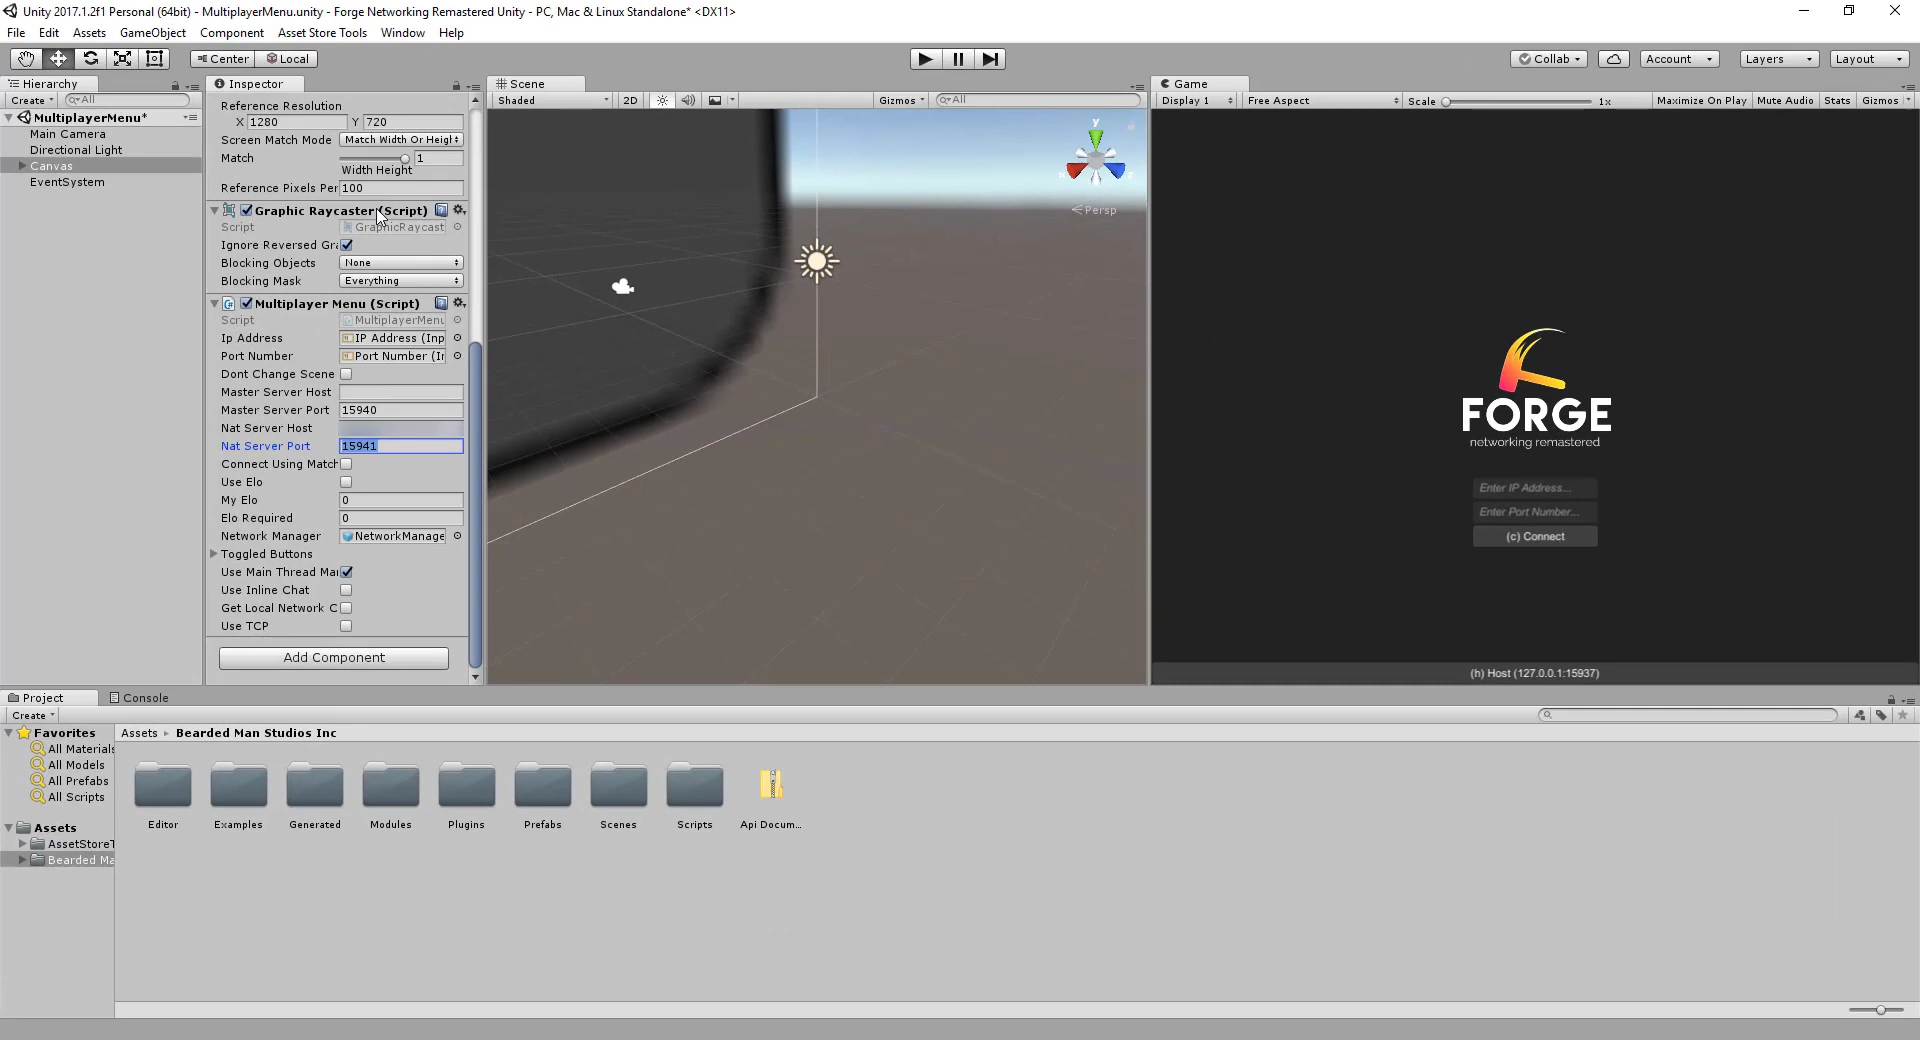 Unity 2017.1.2f1 Personal (64bit) - MultiplayerMenu.unity - Forge Networking Remastered Unity - PC, Mac & Linux Standalone* <DX11>
File Edit Assets GameObject Component Asset Store Tools Window Help
Center Local Collab Account Layers Layout
Hierarchy
Create All
MultiplayerMenu*
Main Camera
Directional Light
Canvas
EventSystem
Inspector
Reference Resolution
X 1280 Y 720
Screen Match Mode Match Width Or Heigh
Match 1
Width Height
Reference Pixels Per 100
Graphic Raycaster (Script)
Script GraphicRaycast
Ignore Reversed Gra
Blocking Objects None
Blocking Mask Everything
Multiplayer Menu (Script)
Script MultiplayerMenu
Ip Address IP Address (Inp
Port Number Port Number (In
Dont Change Scene
Master Server Host
Master Server Port 15940
Nat Server Host
Nat Server Port 15941
Connect Using Match
Use Elo
My Elo 0
Elo Required 0
Network Manager NetworkManage
Toggled Buttons
Use Main Thread Ma
Use Inline Chat
Get Local Network C
Use TCP
Add Component
Scene
Shaded 2D Gizmos All
y
x z
Persp
Game
Display 1 Free Aspect Scale 1x Maximize On Play Mute Audio Stats Gizmos
FORGE
networking remastered
Enter IP Address...
Enter Port Number...
(c) Connect
(h) Host (127.0.0.1:15937)
Project Console
Create
Favorites
All Materials
All Models
All Prefabs
All Scripts
Assets
AssetStoreT
Bearded Ma
Assets Bearded Man Studios Inc
Editor Examples Generated Modules Plugins Prefabs Scenes Scripts Api Docum...